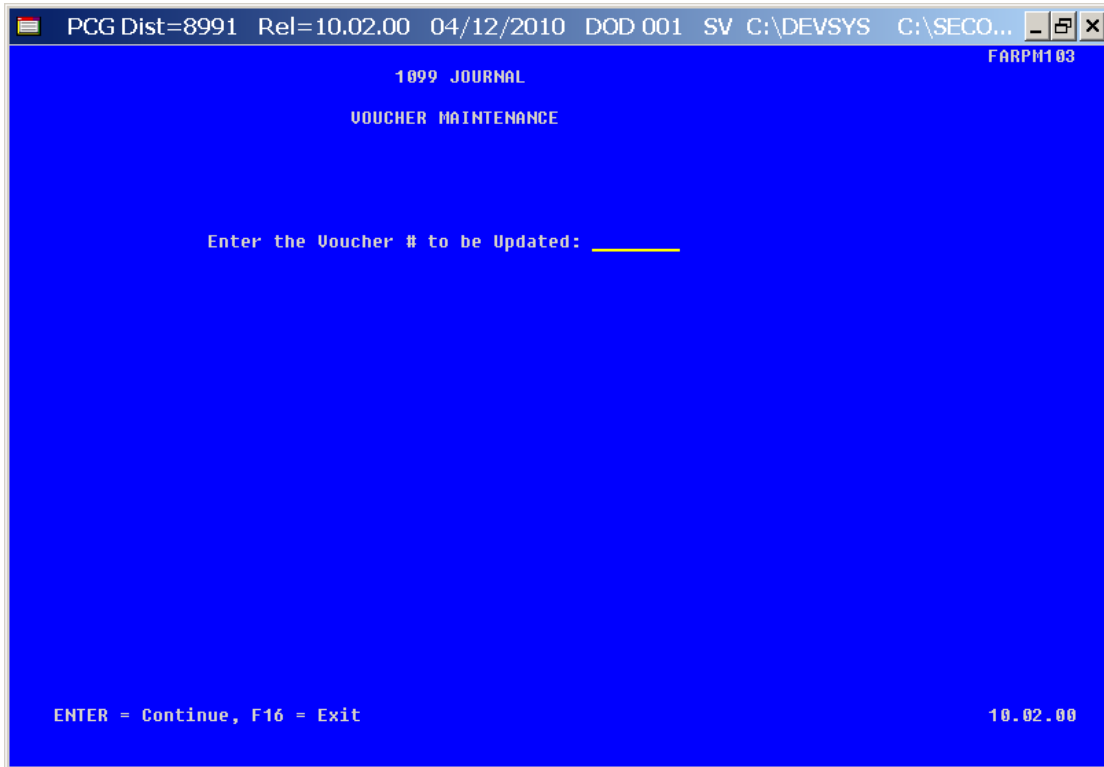 PCG Dist=8991 Rel=10.02.00 04/12/2010 DOD 001 SV C:\DEVSYS C:\SECO...
FARPM103
1099 JOURNAL
VOUCHER MAINTENANCE
Enter the Voucher # to be Updated: ________
ENTER = Continue, F16 = Exit
10.02.00